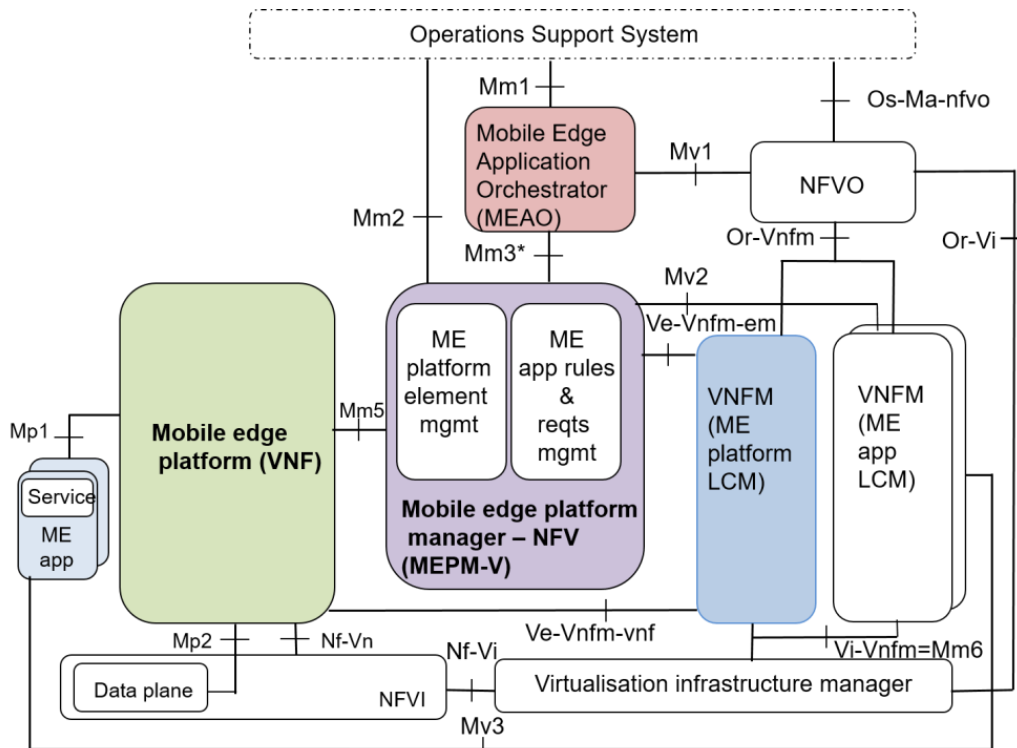 Operations Support System
Mm1
Os-Ma-nfvo
Mobile Edge
Application
Orchestrator
(MEAO)
Mv1
NFVO
Mm2
Mm3*
Or-Vnfm
Or-Vi
Mv2
Ve-Vnfm-em
ME
platform
element
mgmt
ME
app rules
&
reqts
mgmt
VNFM
(ME
platform
LCM)
VNFM
(ME
app
LCM)
Mp1
Mm5
Mobile edge
platform (VNF)
Service
ME
app
Mobile edge platform
manager – NFV
(MEPM-V)
Mp2
Nf-Vn
Ve-Vnfm-vnf
Vi-Vnfm=Mm6
Nf-Vi
Data plane
NFVI
Virtualisation infrastructure manager
Mv3